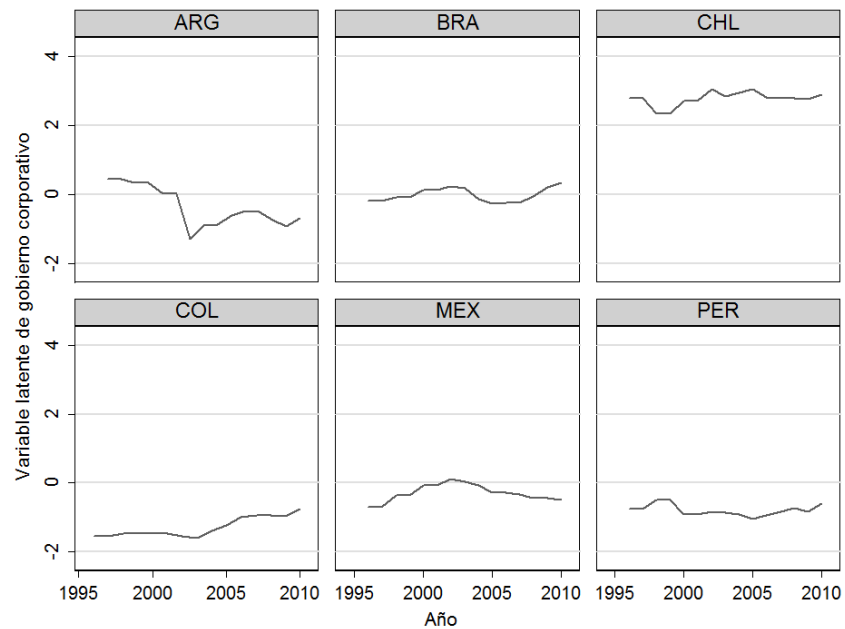 ARG BRA CHL
4
2
0
-2
COL MEX PER
4
2
0
-2
Variable latente de gobierno corporativo
1995 2000 2005 2010 1995 2000 2005 2010 1995 2000 2005 2010
Año